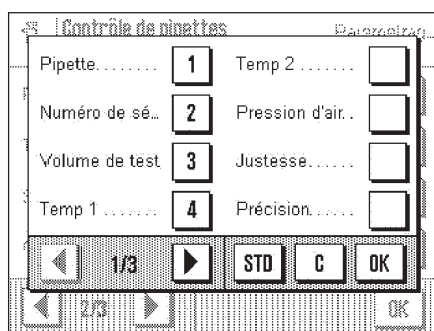 Contrôle de pipettes
Pipette........ 1
Numéro de sé.. 2
Volume de test 3
Temp 1........ 4
Temp 2.......
Pression d'air..
Justesse......
Précision.......
1/3 STD C OK
2/3 OK